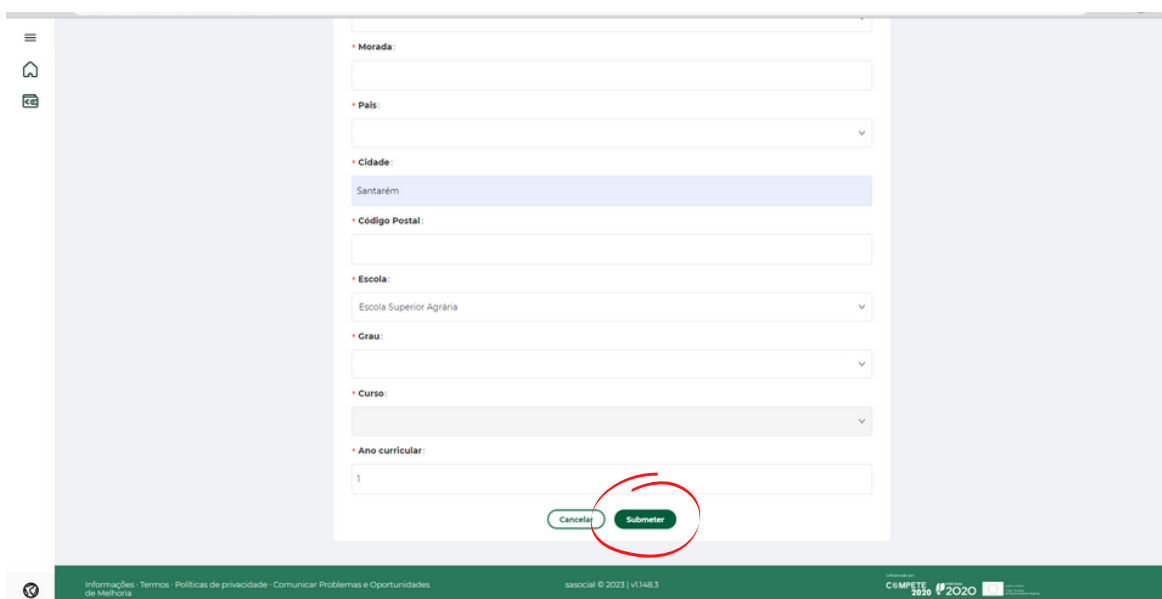 * Morada:
* País:
* Cidade:
Santarém
* Código Postal:
* Escola:
Escola Superior Agrária
* Grau:
* Curso:
* Ano curricular:
1
Cancelar Submeter
Informações · Termos · Políticas de privacidade · Comunicar Problemas e Oportunidades
de Melhoria
sasocial © 2023 | v1.148.3
COMPETE
2020
2020